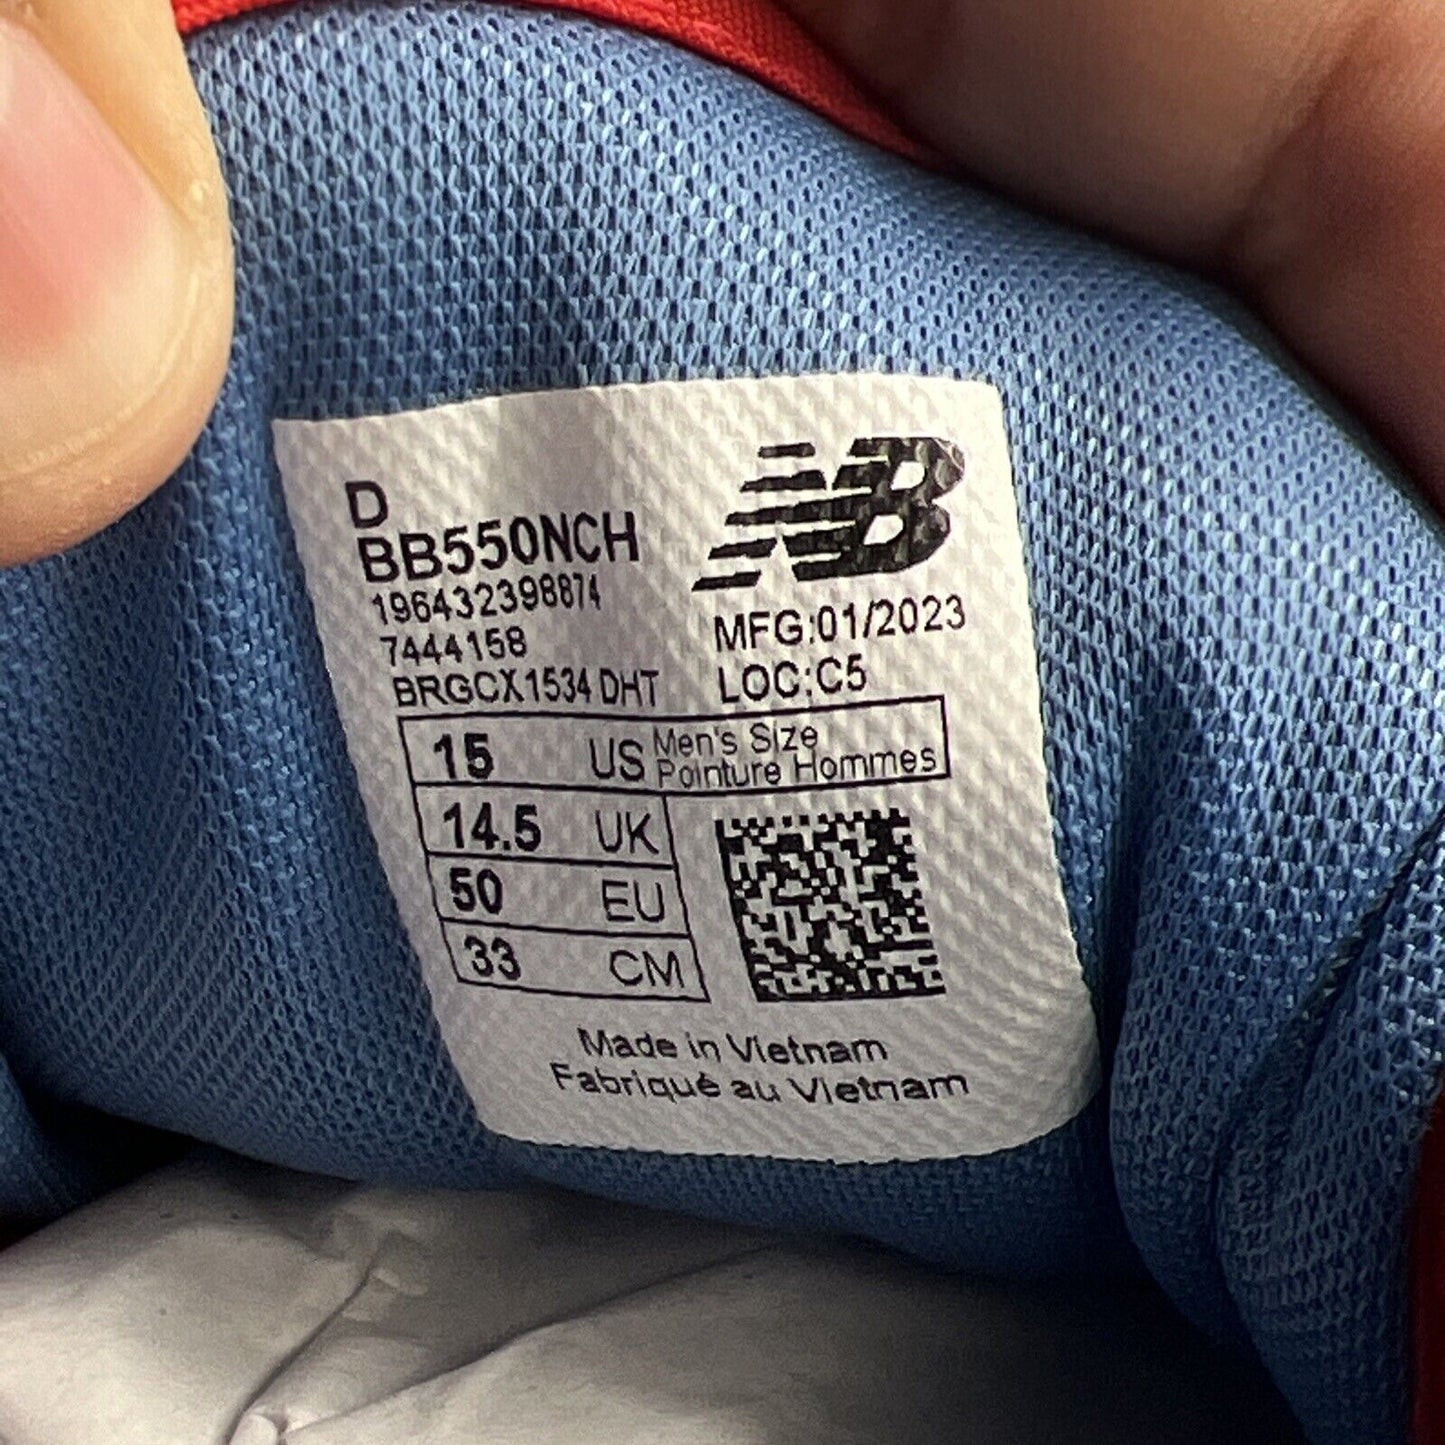 D
BB550NCH
196432398874
7444158
BRGCX1534 DHT
NB
MFG:01/2023
LOC:C5
15 US Men's Size
Pointure Hommes
14.5 UK
50 EU
33 CM
Made in Vietnam
Fabriqué au Vietnam